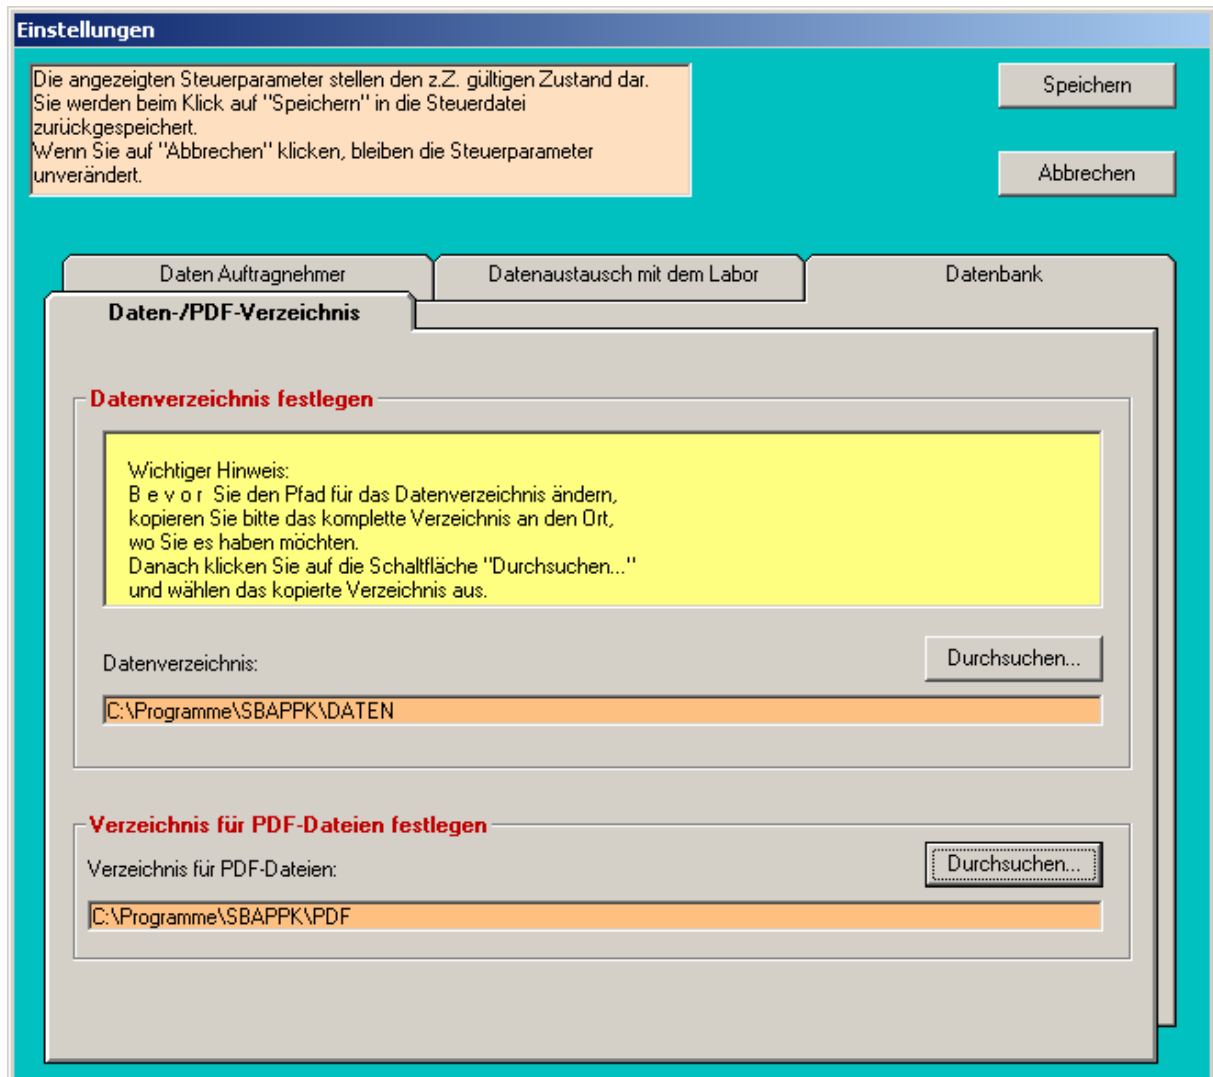 Einstellungen
Die angezeigten Steuerparameter stellen den z.Z. gültigen Zustand dar.
Sie werden beim Klick auf "Speichern" in die Steuerdatei
zurückgespeichert.
Wenn Sie auf "Abbrechen" klicken, bleiben die Steuerparameter
unverändert.
Speichern
Abbrechen
Daten Auftragnehmer
Datenaustausch mit dem Labor
Datenbank
Daten-/PDF-Verzeichnis
Datenverzeichnis festlegen
Wichtiger Hinweis:
B e v o r Sie den Pfad für das Datenverzeichnis ändern,
kopieren Sie bitte das komplette Verzeichnis an den Ort,
wo Sie es haben möchten.
Danach klicken Sie auf die Schaltfläche "Durchsuchen..."
und wählen das kopierte Verzeichnis aus.
Datenverzeichnis:
Durchsuchen...
C:\Programme\SBAPPK\DATEN
Verzeichnis für PDF-Dateien festlegen
Verzeichnis für PDF-Dateien:
Durchsuchen...
C:\Programme\SBAPPK\PDF